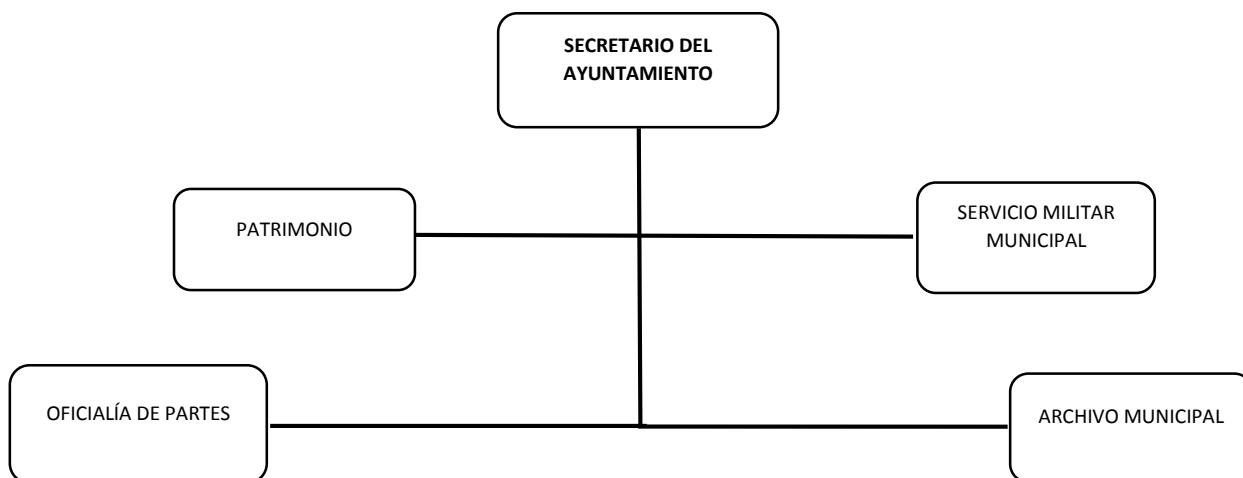 SECRETARIO DEL
AYUNTAMIENTO
PATRIMONIO
SERVICIO MILITAR
MUNICIPAL
OFICIALÍA DE PARTES
ARCHIVO MUNICIPAL